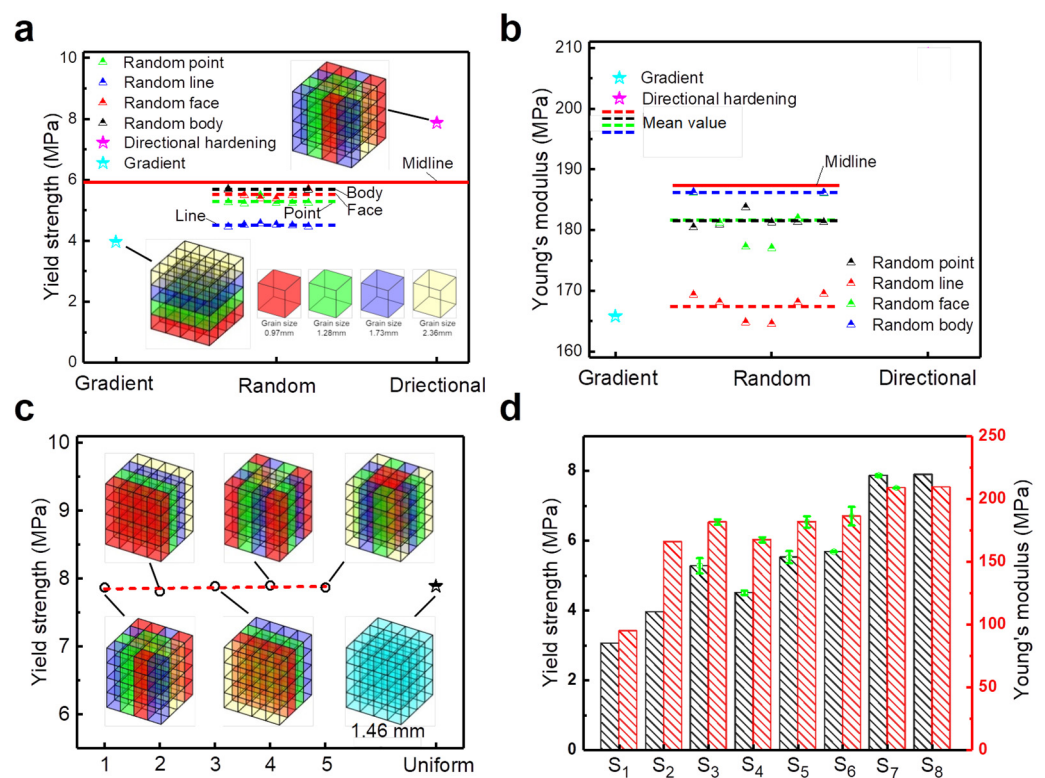 a
Yield strength (MPa)
10
8
6
4
2
0
Random point
Random line
Random face
Random body
Directional hardening
Gradient
Midline
Body
Face
Point
Line
Grain size
0.97mm
Grain size
1.28mm
Grain size
1.73mm
Grain size
2.36mm
Gradient
Random
Driectional
b
Young's modulus (MPa)
210
200
190
180
170
160
Gradient
Directional hardening
Mean value
Midline
Random point
Random line
Random face
Random body
Gradient
Random
Directional
c
Yield strength (MPa)
10
9
8
7
6
1.46 mm
1
2
3
4
5
Uniform
d
Yield strength (MPa)
8
6
4
2
0
250
200
150
100
50
0
Young's modulus (MPa)
S1
S2
S3
S4
S5
S6
S7
S8